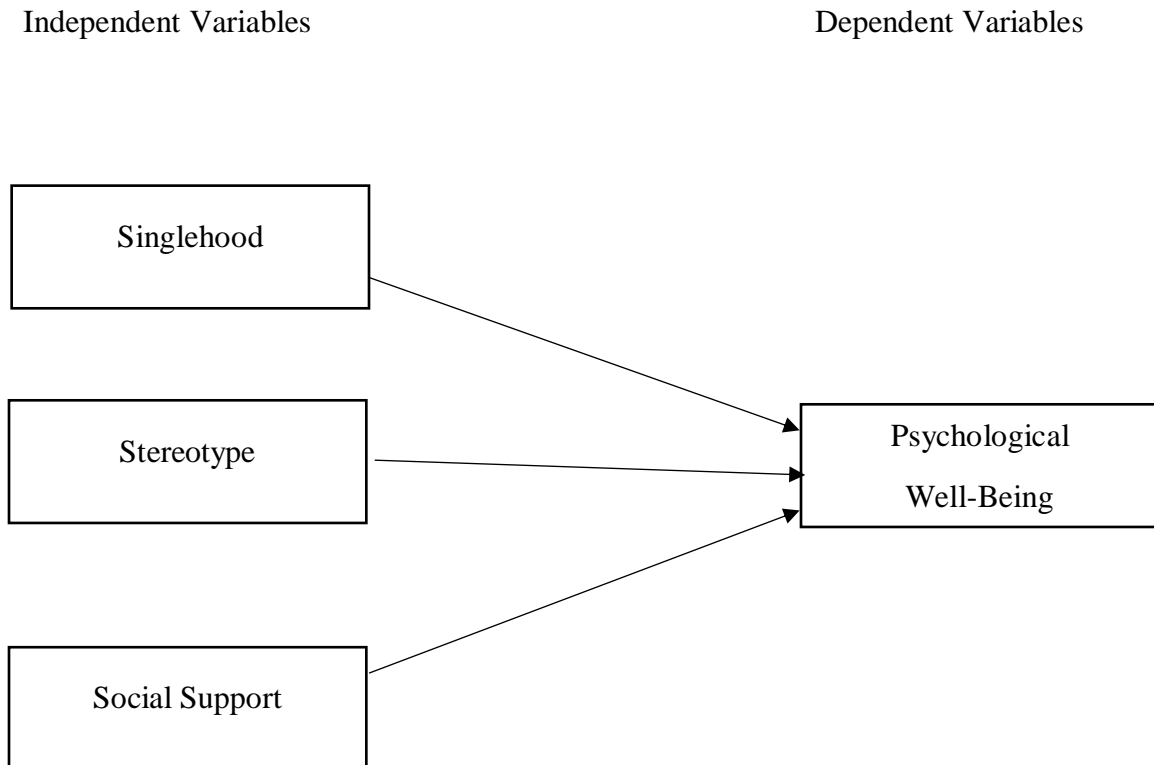 Independent Variables
Dependent Variables
Singlehood
Stereotype
Psychological
Well-Being
Social Support